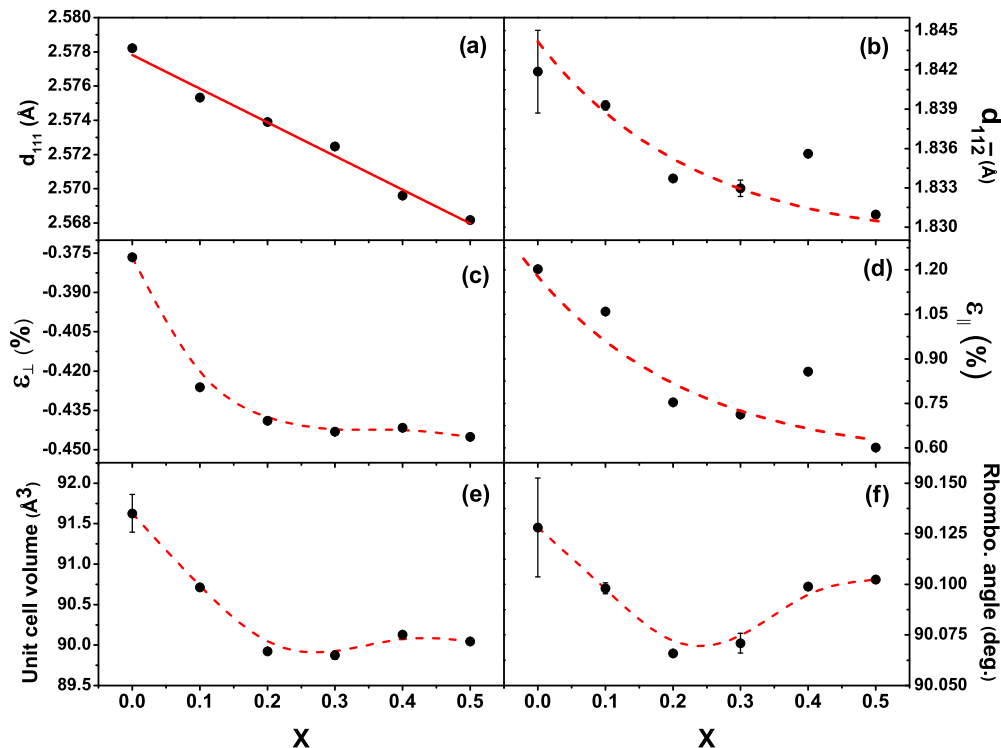 2.580
2.578
2.576
2.574
2.572
2.570
2.568
d111 (Å)
(a)
(b)
1.845
1.842
1.839
1.836
1.833
1.830
d112̅ (Å)
-0.375
-0.390
-0.405
-0.420
-0.435
-0.450
ε⊥ (%)
(c)
(d)
1.20
1.05
0.90
0.75
0.60
ε|| (%)
92.0
91.5
91.0
90.5
90.0
89.5
Unit cell volume (Å3)
(e)
(f)
90.150
90.125
90.100
90.075
90.050
Rhombo. angle (deg.)
0.0 0.1 0.2 0.3 0.4 0.5
0.0 0.1 0.2 0.3 0.4 0.5
X
X